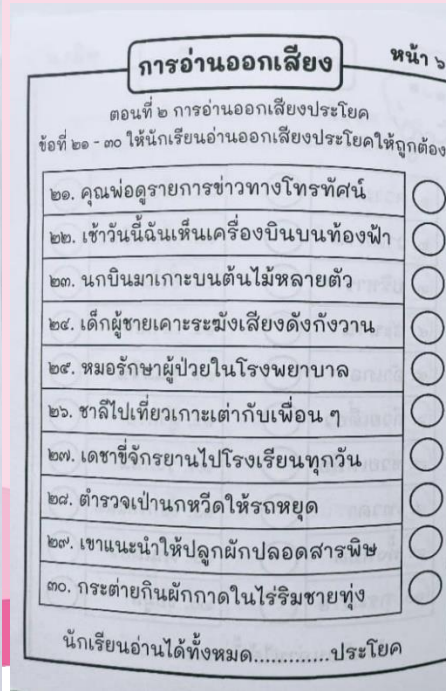 การอ่านออกเสียง
หน้า ๖
ตอนที่ ๒ การอ่านออกเสียงประโยค
ข้อที่ ๒๑ - ๓๐ ให้นักเรียนอ่านออกเสียงประโยคให้ถูกต้อง
๒๑. คุณพ่อดูรายการข่าวทางโทรทัศน์
๒๒. เช้าวันนี้ฉันเห็นเครื่องบินบนท้องฟ้า
๒๓. นกบินมาเกาะบนต้นไม้หลายตัว
๒๔. เด็กผู้ชายเคาะระฆังเสียงดังกังวาน
๒๕. หมอรักษาผู้ป่วยในโรงพยาบาล
๒๖. ชาลีไปเที่ยวเกาะเต่ากับเพื่อน ๆ
๒๗. เดชาขี่จักรยานไปโรงเรียนทุกวัน
๒๘. ตำรวจเป่านกหวีดให้รถหยุด
๒๙. เขาแนะนำให้ปลูกผักปลอดสารพิษ
๓๐. กระต่ายกินผักกาดในไร่ริมชายทุ่ง
นักเรียนอ่านได้ทั้งหมด.............ประโยค